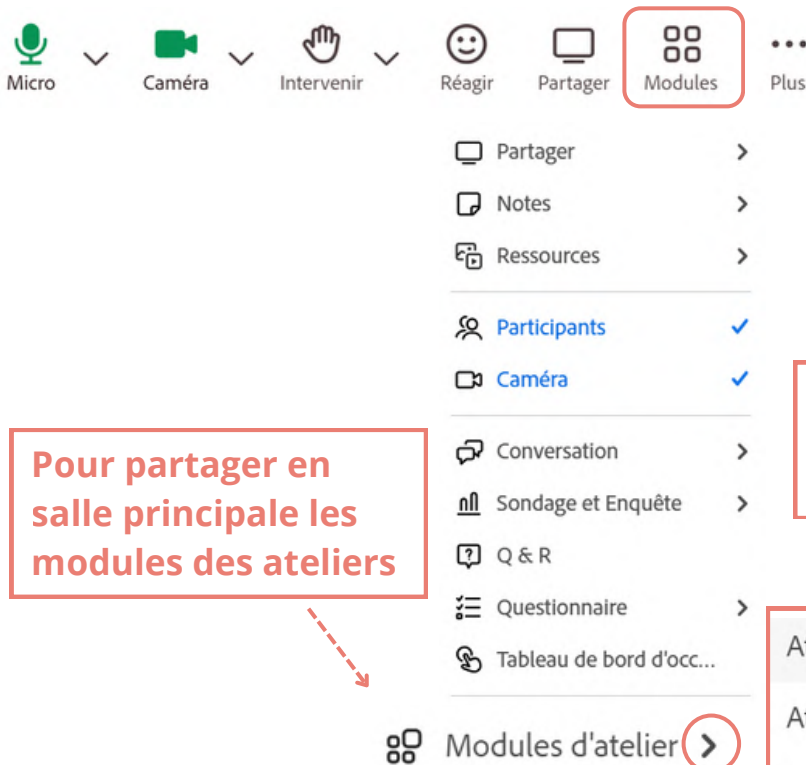 Micro Caméra Intervenir Réagir Partager Modules Plus
Partager
Notes
Ressources
Participants
Caméra
Pour partager en
salle principale les
modules des ateliers
Conversation
Sondage et Enquête
Q & R
Questionnaire
Tableau de bord d'occ...
Modules d'atelier